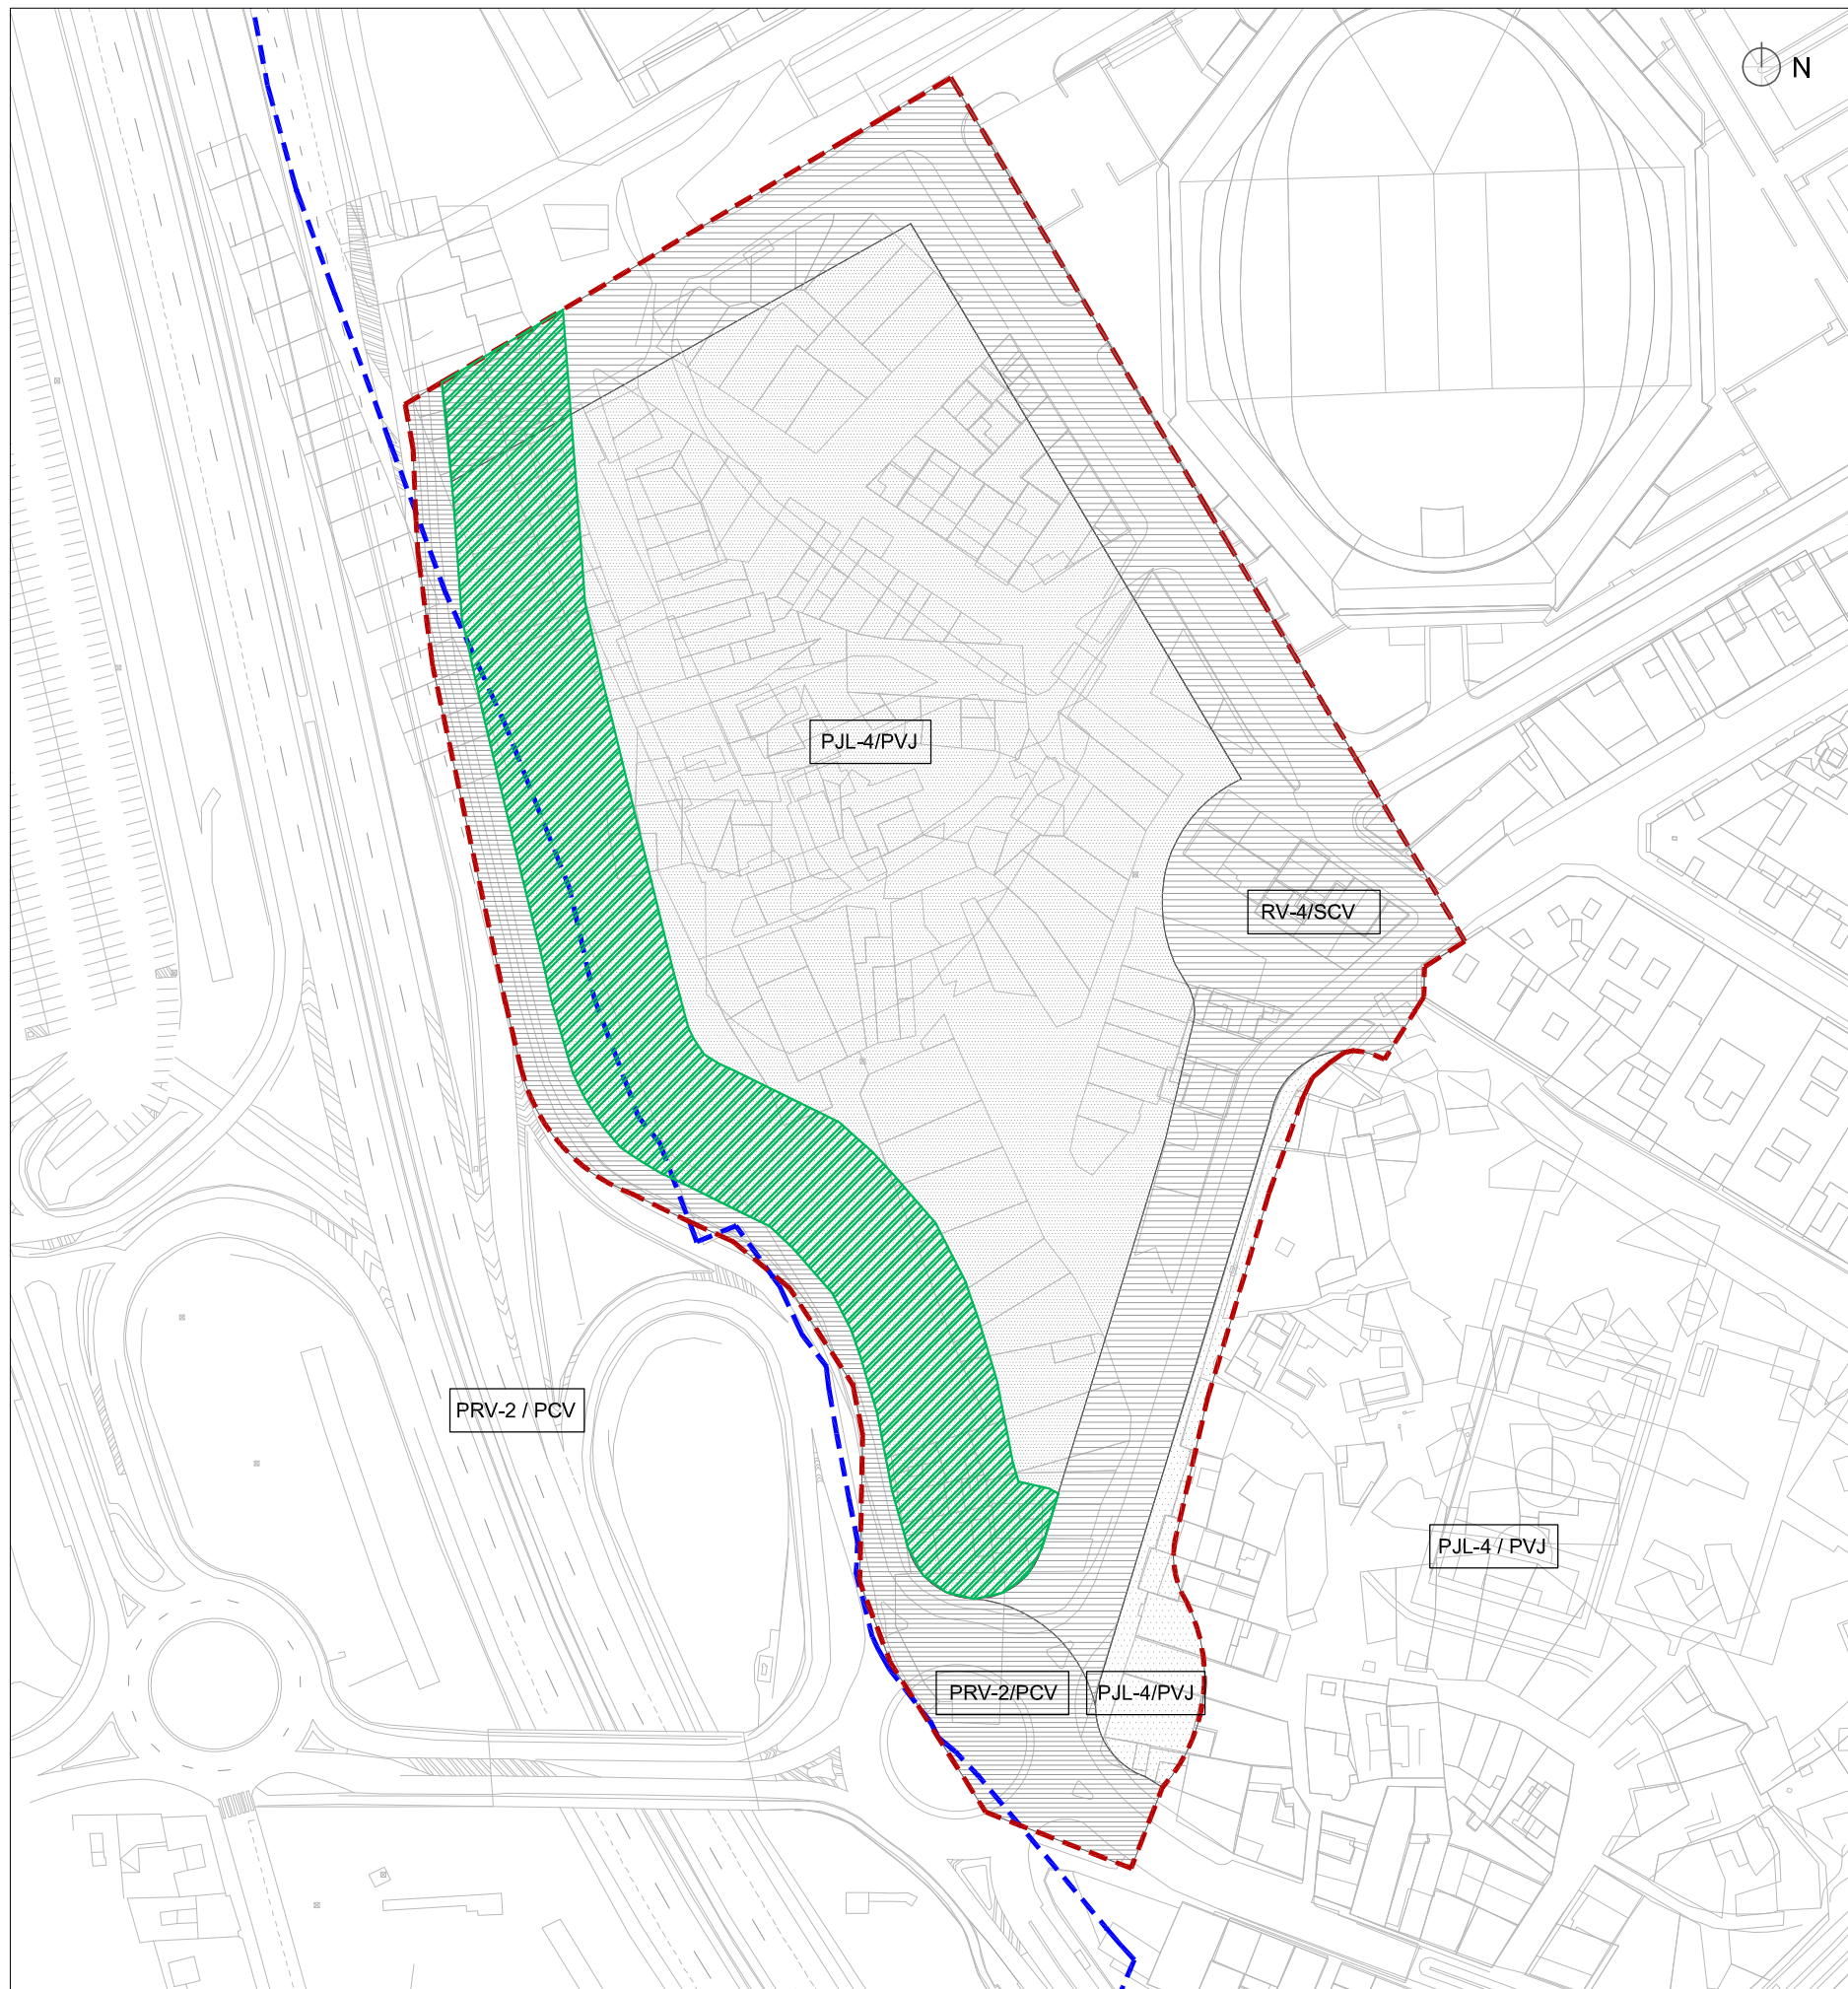 N
PJL-4/PVJ
RV-4/SCV
PRV-2 / PCV
PJL-4 / PVJ
PRV-2/PCV
PJL-4/PVJ